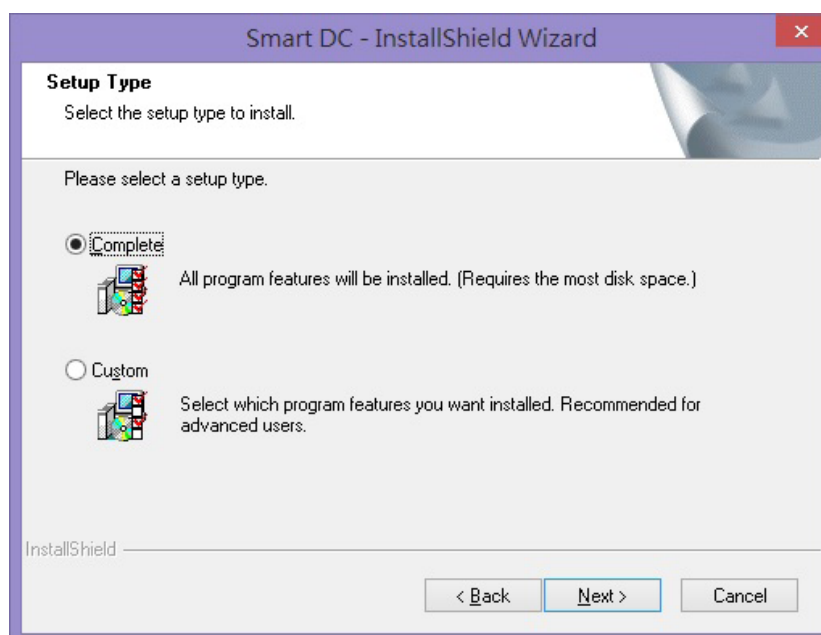 Smart DC - InstallShield Wizard
Setup Type
Select the setup type to install.
Please select a setup type.
Complete
All program features will be installed. (Requires the most disk space.)
Custom
Select which program features you want installed. Recommended for
advanced users.
InstallShield
< Back
Next >
Cancel